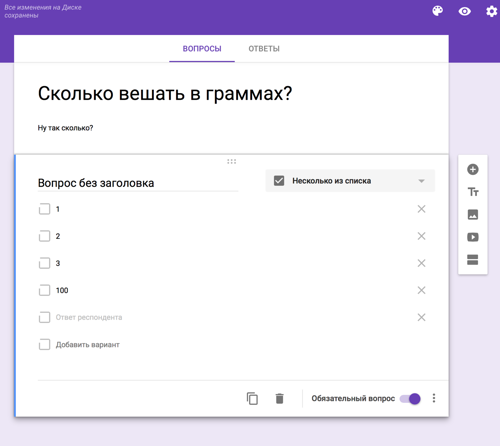 Все изменения на Диске
сохранены
ВОПРОСЫ ОТВЕТЫ
Сколько вешать в граммах?
Ну так сколько?
Вопрос без заголовка
Несколько из списка
1
2
3
100
Ответ респондента
Добавить вариант
Обязательный вопрос
Tт